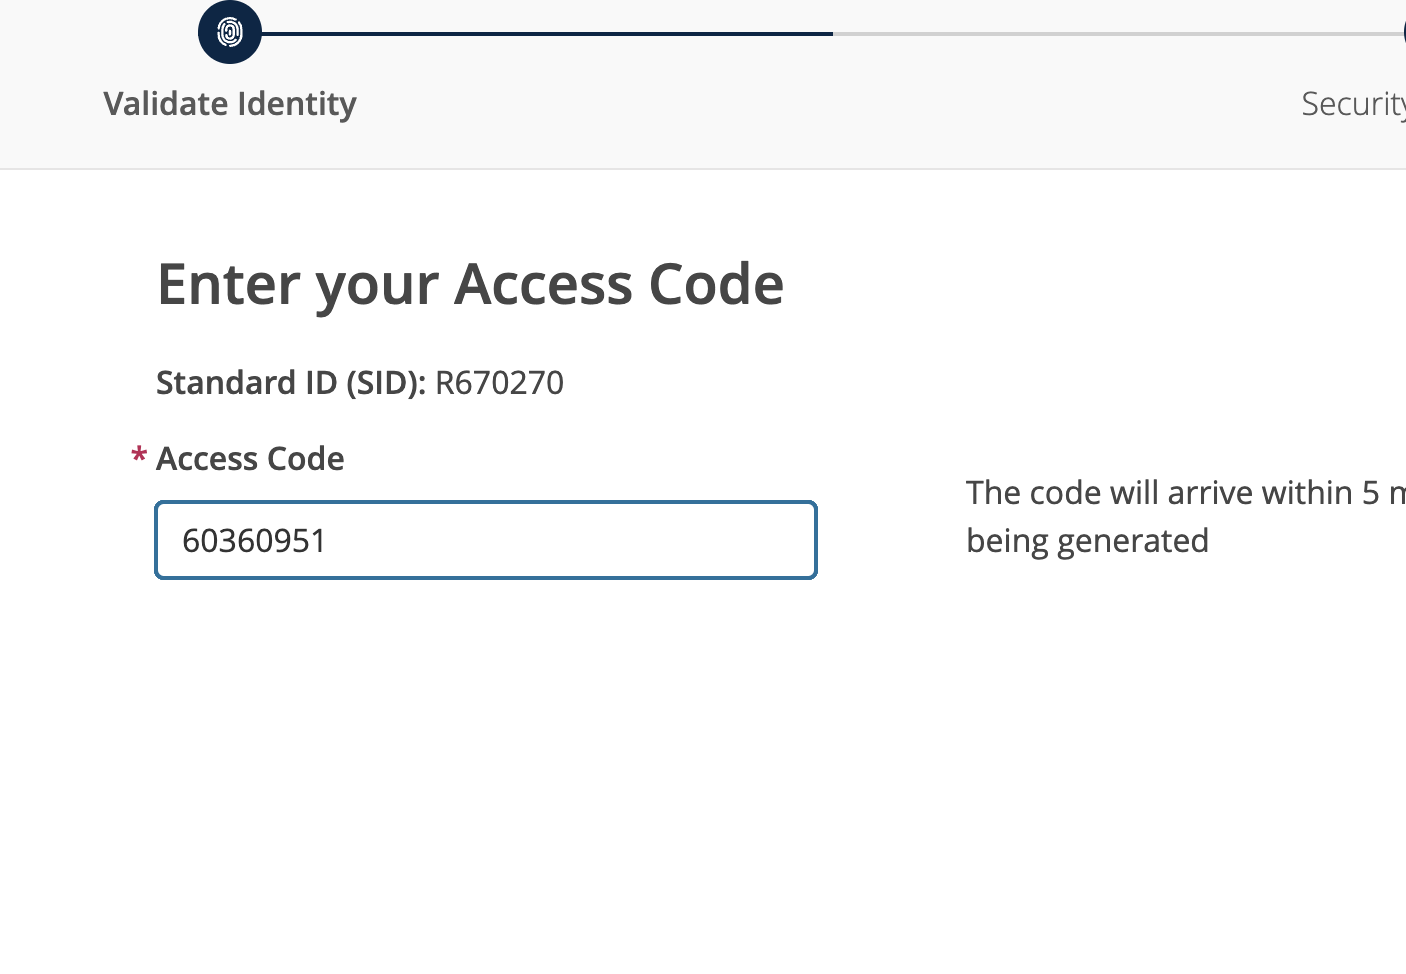 Validate Identity
Security
Enter your Access Code
Standard ID (SID): R670270
* Access Code
60360951
The code will arrive within 5 m
being generated